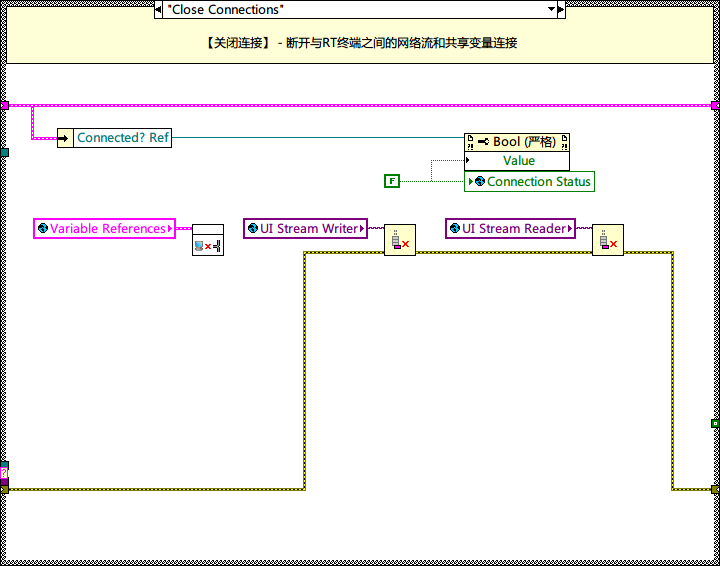 "Close Connections"
【关闭连接】 - 断开与RT终端之间的网络流和共享变量连接
Connected? Ref
Bool (严格)
Value
F
Connection Status
Variable References
UI Stream Writer
UI Stream Reader
?